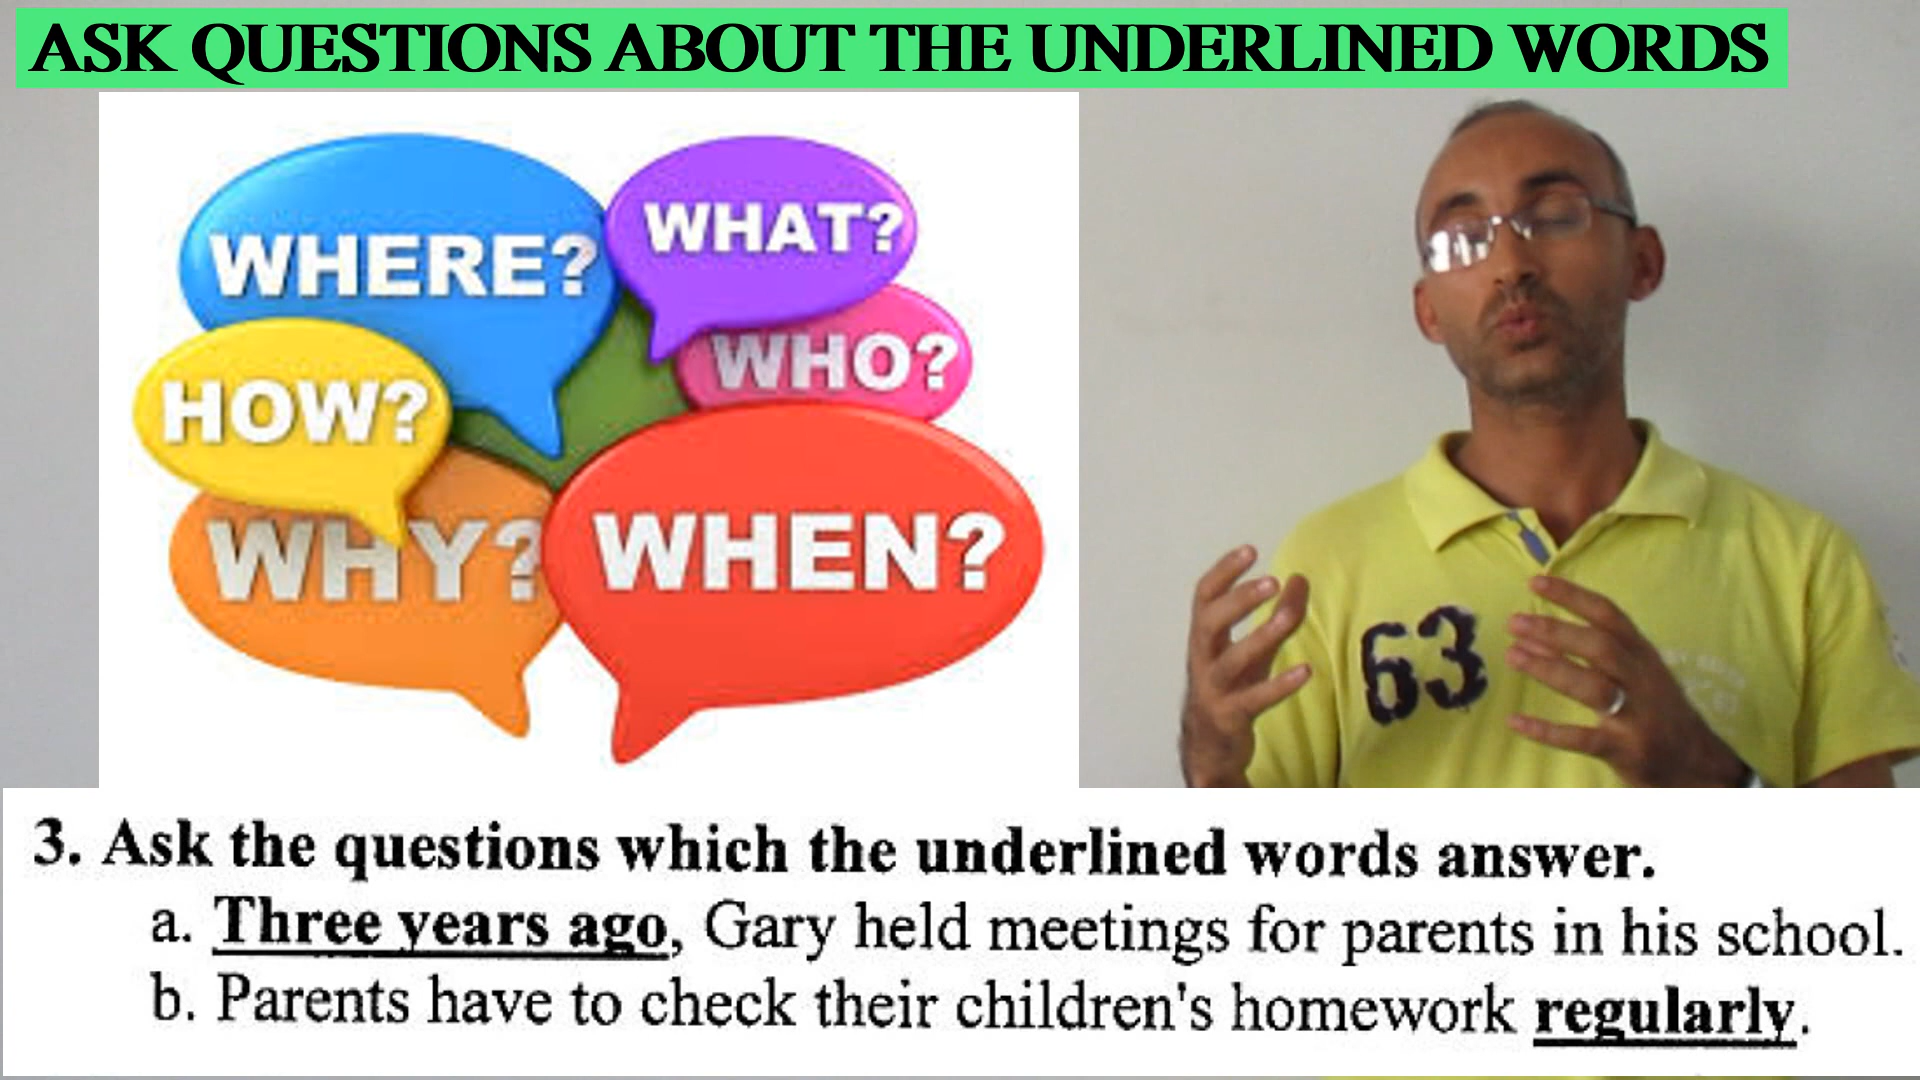 ASK QUESTIONS ABOUT THE UNDERLINED WORDS
WHERE?
WHAT?
WHO?
HOW?
WHY?
WHEN?
63
3. Ask the questions which the underlined words answer.
a. Three years ago, Gary held meetings for parents in his school.
b. Parents have to check their children's homework regularly.